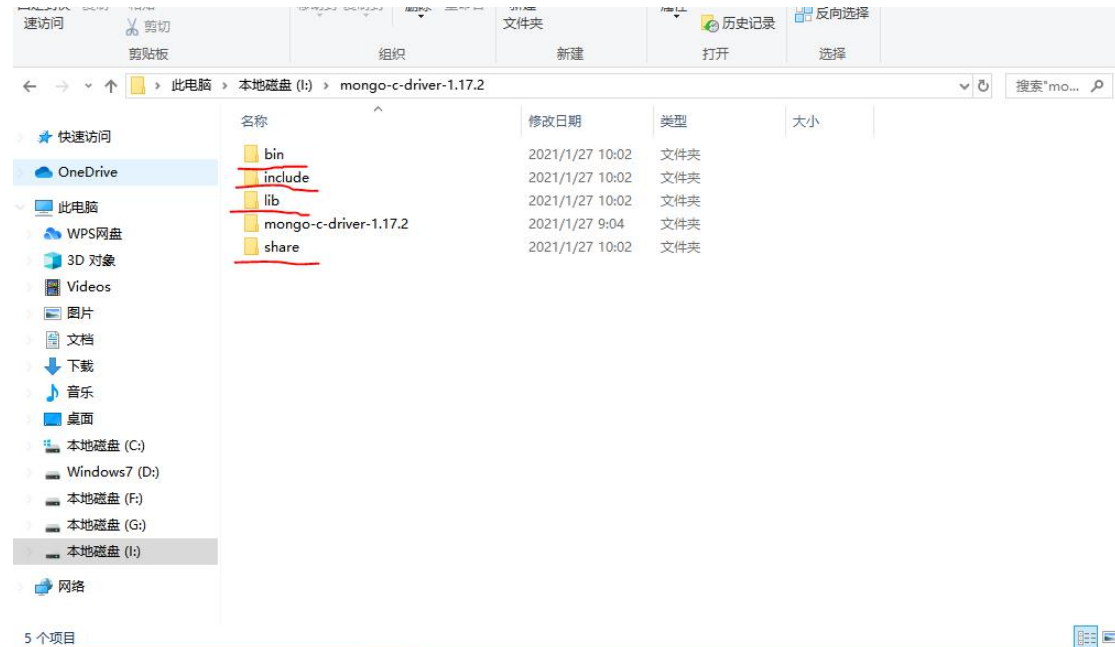 速访问
剪切
文件夹
历史记录
反向选择
剪贴板
组织
新建
打开
选择
此电脑 › 本地磁盘 (I:) › mongo-c-driver-1.17.2
搜索"mo...
名称
修改日期
类型
大小
快速访问
OneDrive
此电脑
WPS网盘
3D 对象
Videos
图片
文档
下载
音乐
桌面
本地磁盘 (C:)
Windows7 (D:)
本地磁盘 (F:)
本地磁盘 (G:)
本地磁盘 (I:)
网络
bin 2021/1/27 10:02 文件夹
include 2021/1/27 10:02 文件夹
lib 2021/1/27 10:02 文件夹
mongo-c-driver-1.17.2 2021/1/27 9:04 文件夹
share 2021/1/27 10:02 文件夹
5 个项目